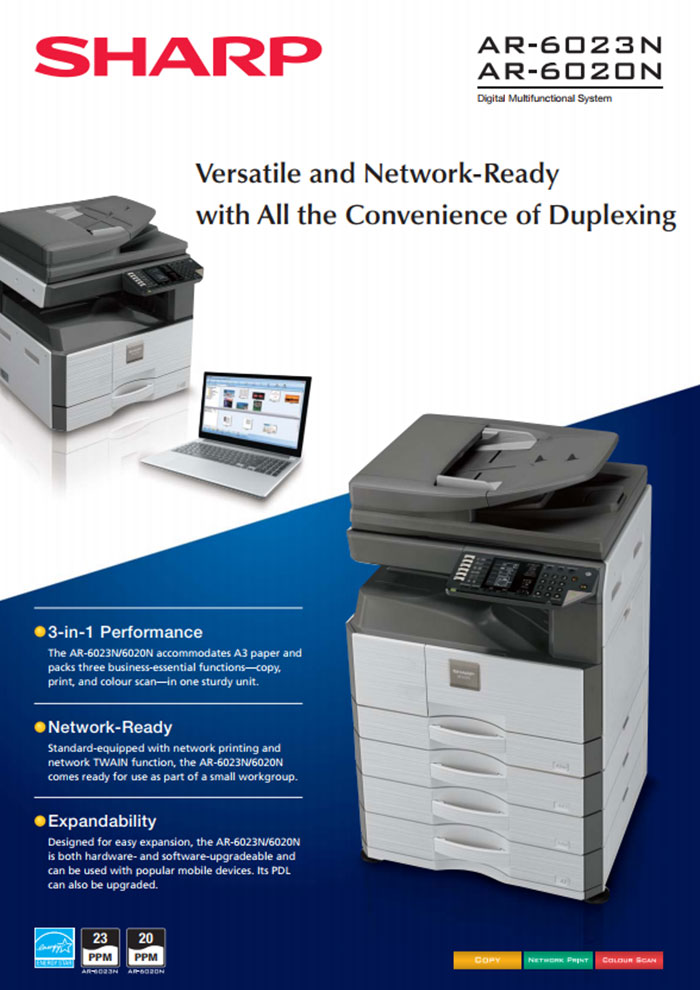 SHARP
AR-6023N
AR-6020N
Digital Multifunctional System
Versatile and Network-Ready
with All the Convenience of Duplexing
SHARP
3-in-1 Performance
The AR-6023N/6020N accommodates A3 paper and
packs three business-essential functions—copy,
print, and colour scan—in one sturdy unit.
Network-Ready
Standard-equipped with network printing and
network TWAIN function, the AR-6023N/6020N
comes ready for use as part of a small workgroup.
Expandability
Designed for easy expansion, the AR-6023N/6020N
is both hardware- and software-upgradeable and
can be used with popular mobile devices. Its PDL
can also be upgraded.
energy
ENERGY STAR
23
PPM
AR-6023N
20
PPM
AR-6020N
COPY
NETWORK PRINT
COLOUR SCAN